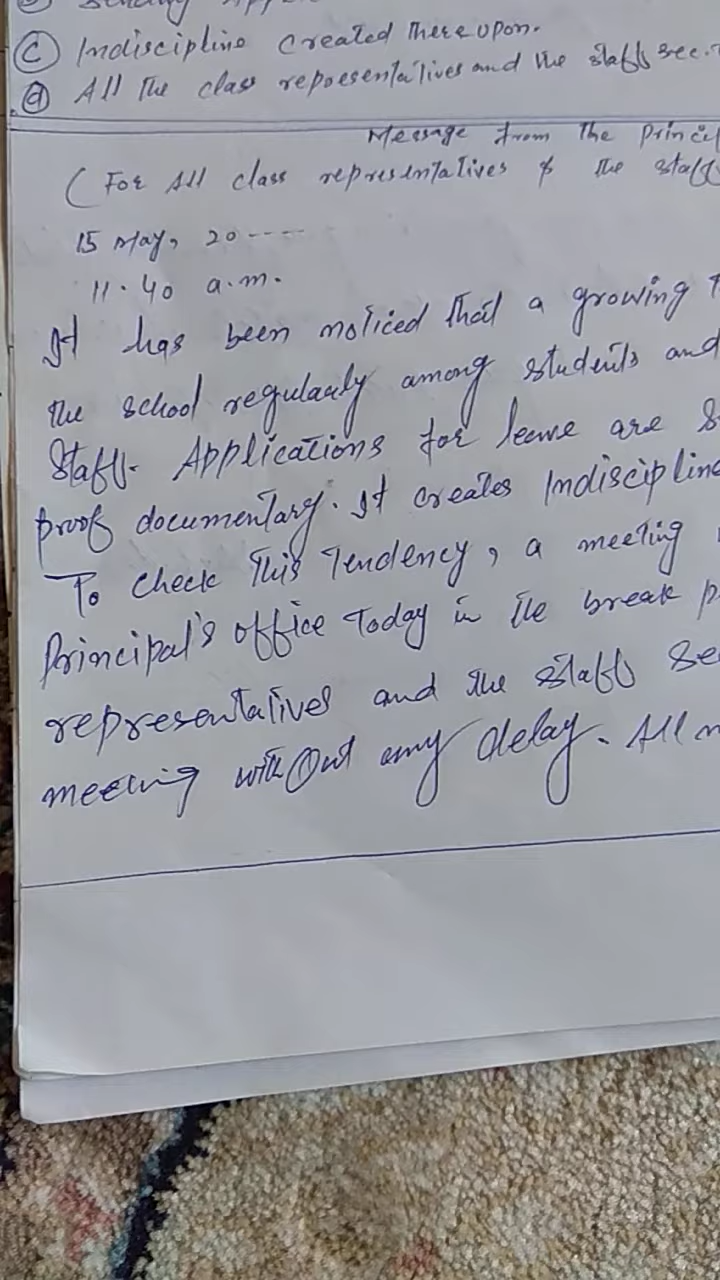 C Indiscipline created thereupon.
d All the class representatives and the staff sec.
Message from the Princi
(For All class representatives & the staff
15 May, 20----
11.40 a.m.
It has been noticed that a growing t
the school regularly among students and
Staff. Applications for leave are s
proof documentary. It creates Indiscipline
To check this tendency, a meeting
Principal's office today in the break p
representatives and the staff se
meeting without any delay. All m